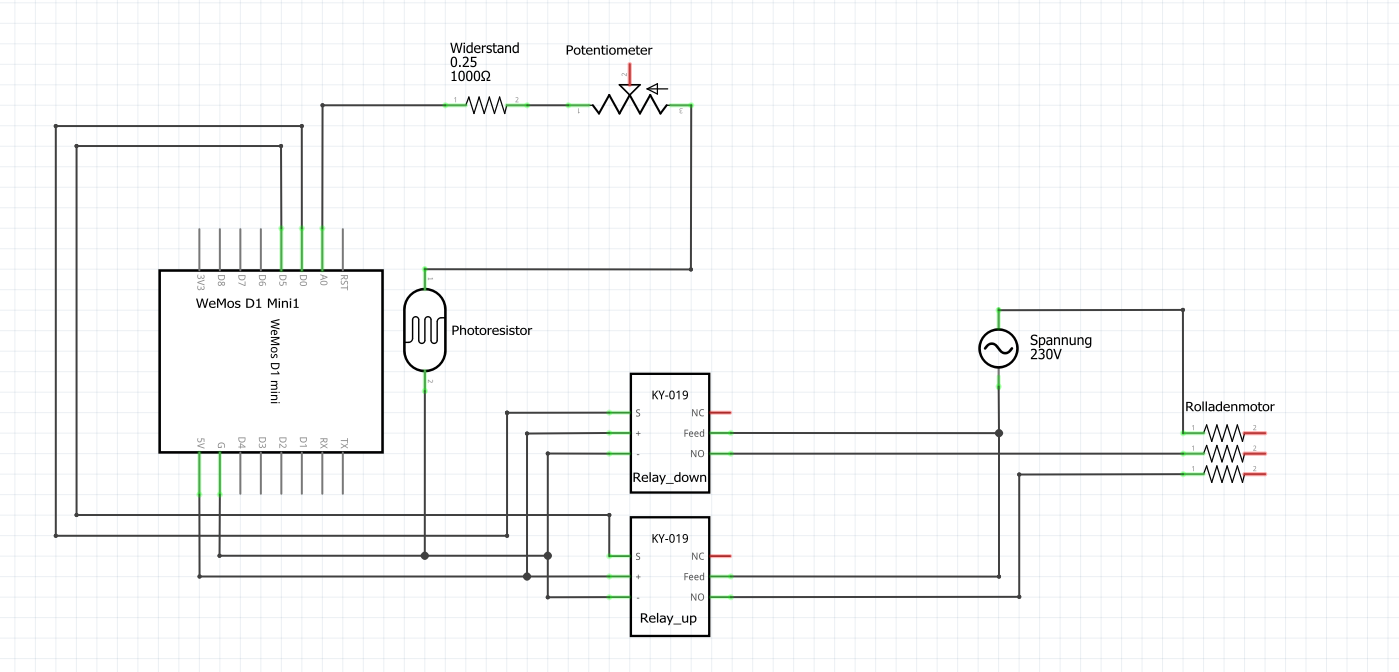 Widerstand
0.25
1000Ω
1
2
Potentiometer
2
1
3
3V3
D8
D7
D6
D5
D0
A0
RST
WeMos D1 Mini1
WeMos D1 mini
5V
G
D4
D3
D2
D1
RX
TX
1
Photoresistor
2
KY-019
S
NC
+
Feed
-
NO
Relay_down
KY-019
S
NC
+
Feed
-
NO
Relay_up
Spannung
230V
Rolladenmotor
1
2
1
2
1
2